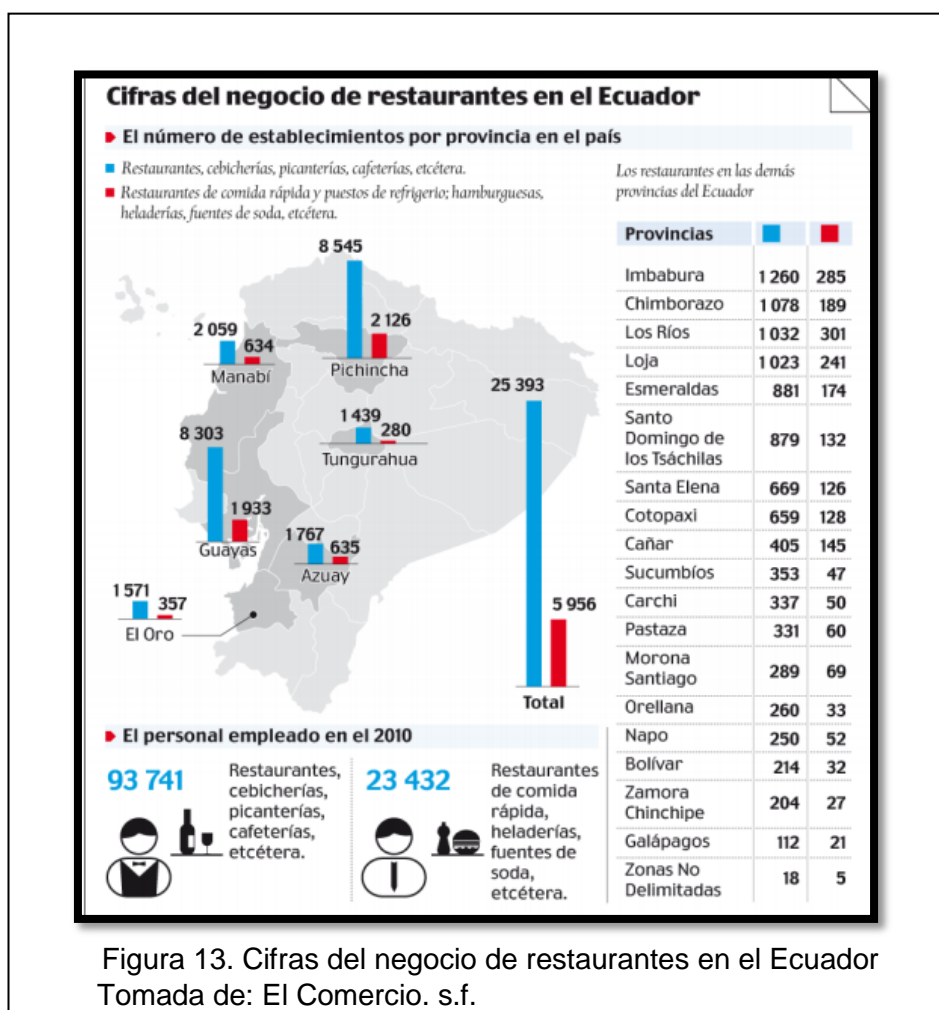 Cifras del negocio de restaurantes en el Ecuador
El número de establecimientos por provincia en el país
Restaurantes, cebicherías, picanterías, cafeterías, etcétera.
Restaurantes de comida rápida y puestos de refrigerio; hamburguesas,
heladerías, fuentes de soda, etcétera.
8 545
2 126
Pichincha
2 059
634
Manabí
1 439
280
Tungurahua
8 303
1 933
Guayas
1 767
635
Azuay
1 571
357
El Oro
25 393
5 956
Total
Los restaurantes en las demás
provincias del Ecuador
Provincias
Imbabura 1 260 285
Chimborazo 1 078 189
Los Ríos 1 032 301
Loja 1 023 241
Esmeraldas 881 174
Santo
Domingo de 879 132
los Tsáchilas
Santa Elena 669 126
Cotopaxi 659 128
Cañar 405 145
Sucumbíos 353 47
Carchi 337 50
Pastaza 331 60
Morona
Santiago 289 69
Orellana 260 33
Napo 250 52
Bolívar 214 32
Zamora
Chinchipe 204 27
Galápagos 112 21
Zonas No
Delimitadas 18 5
El personal empleado en el 2010
93 741
Restaurantes,
cebicherías,
picanterías,
cafeterías,
etcétera.
23 432
Restaurantes
de comida
rápida,
heladerías,
fuentes de
soda,
etcétera.
Figura 13. Cifras del negocio de restaurantes en el Ecuador
Tomada de: El Comercio. s.f.